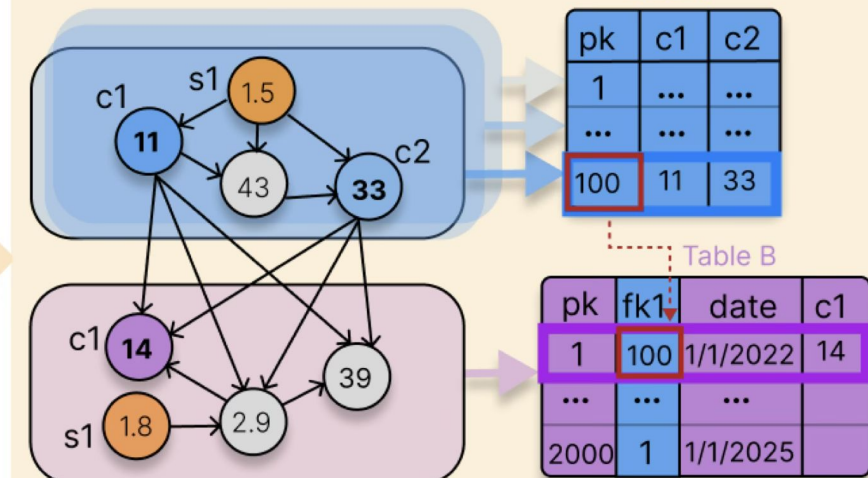 s1
1.5
c1
11
43
c2
33
pk c1 c2
1 ... ...
... ... ...
100 11 33
Table B
c1
14
39
s1
1.8
2.9
pk fk1 date c1
1 100 1/1/2022 14
... ... ...
2000 1 1/1/2025